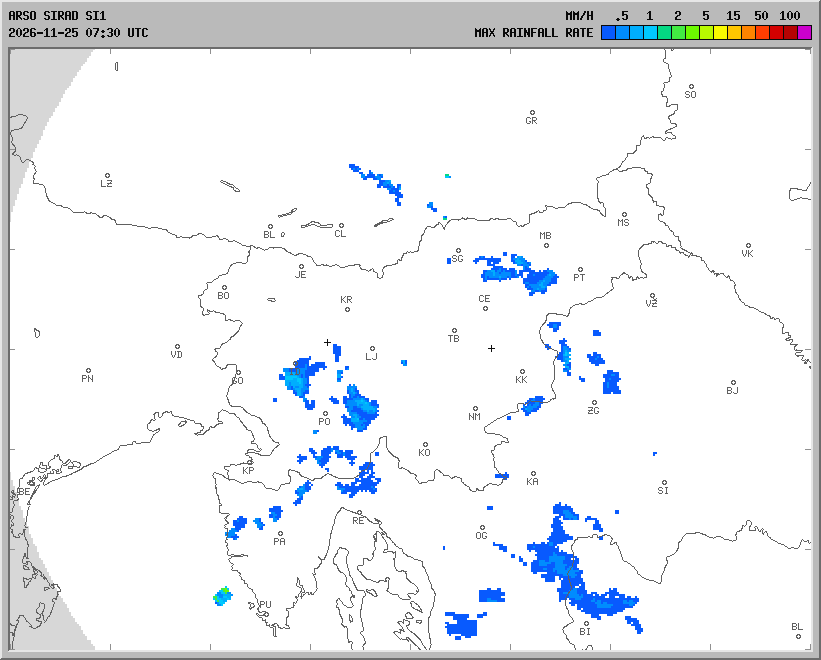 ARSO SIRAD SI1
2026-11-25 07:30 UTC
MM/H .5 1 2 5 15 50 100
MAX RAINFALL RATE
SO
GR
LZ
MS
BL
CL
MB
SG
VK
JE
PT
BO
KR
CE
VZ
TB
VD
LJ
PN
GO
KK
BJ
NM
ZG
PO
KO
KP
KA
BE
SI
RE
OG
PA
PU
BI
BL